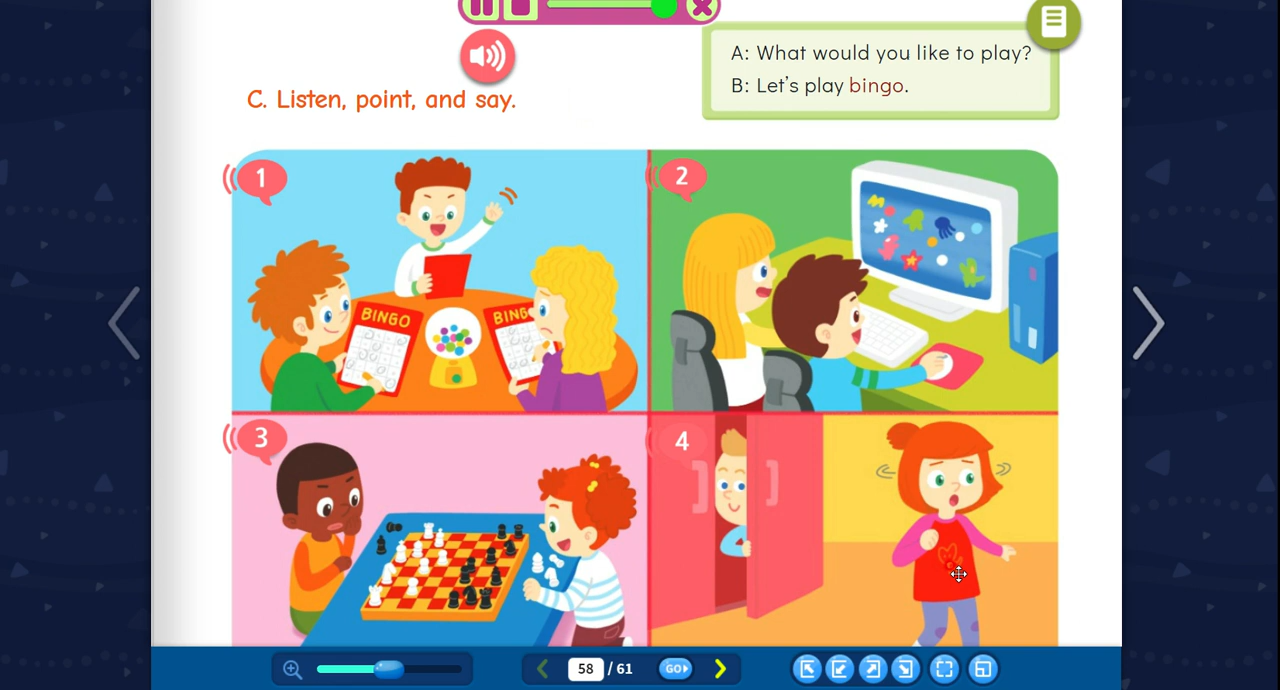 A: What would you like to play?
B: Let's play bingo.
C. Listen, point, and say.
1
2
BINGO
BING
3
4
58 / 61
GO